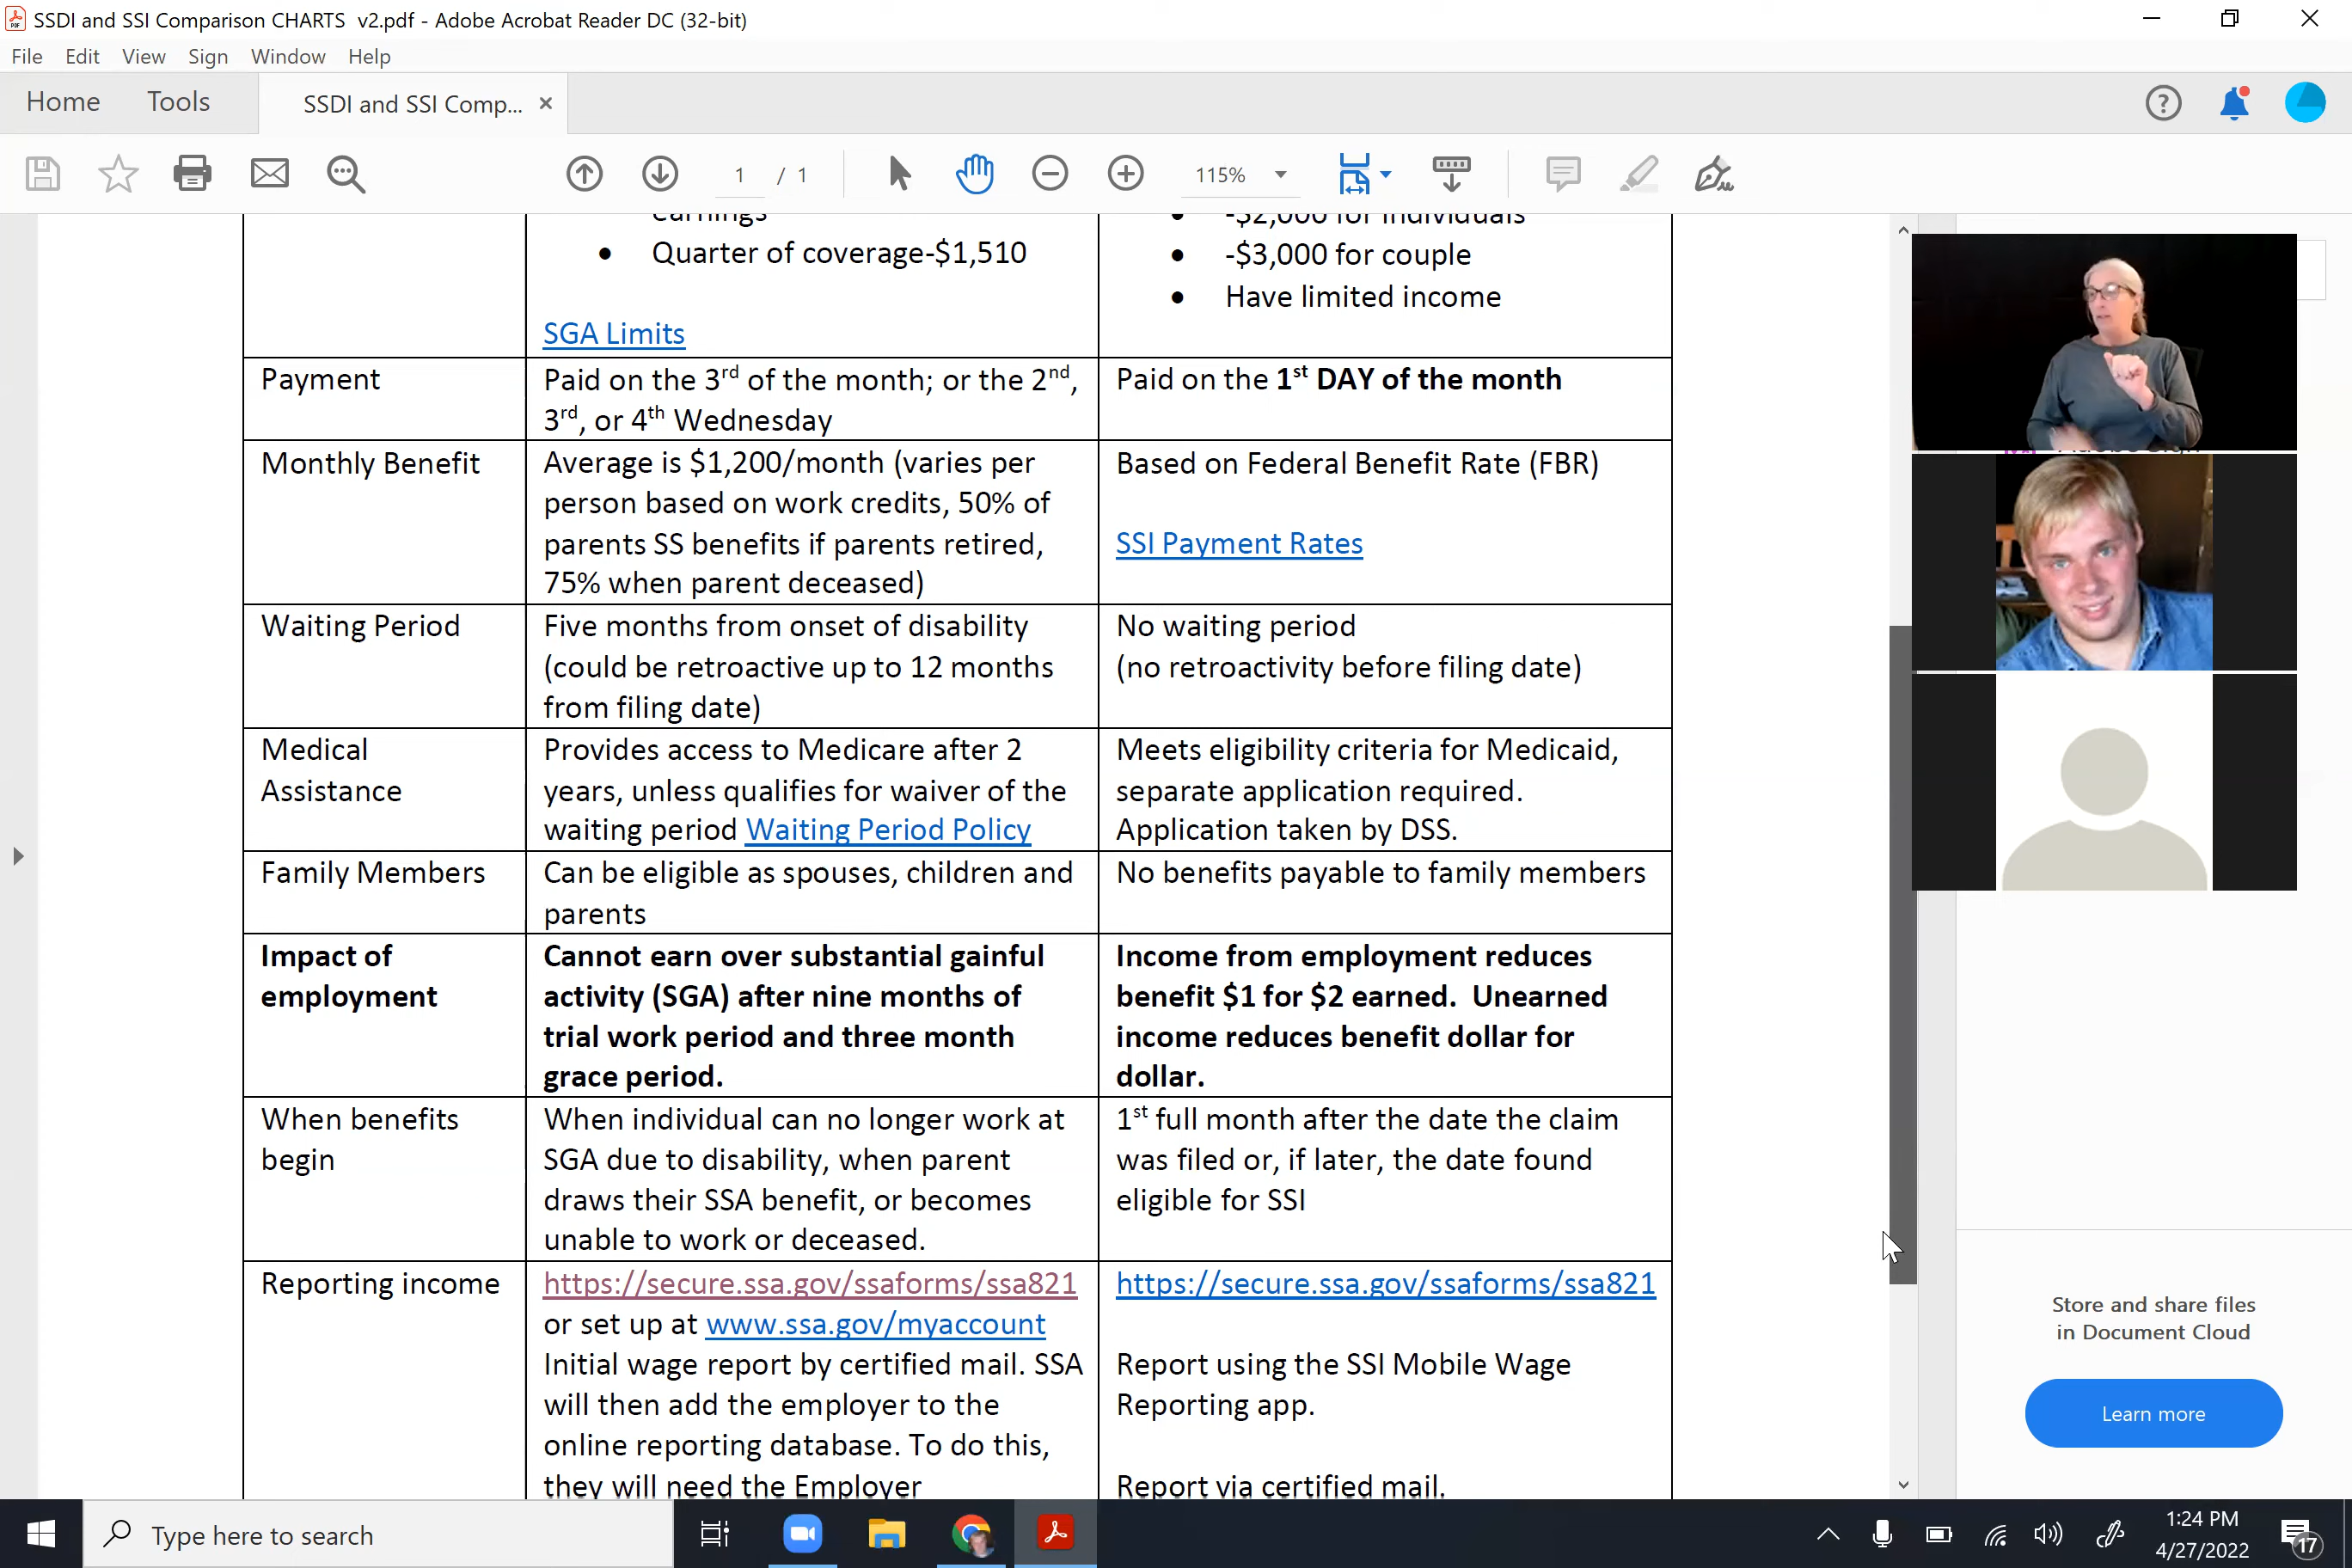 SSDI and SSI Comparison CHARTS v2.pdf - Adobe Acrobat Reader DC (32-bit)
File Edit View Sign Window Help
Home Tools SSDI and SSI Comp... ×
1 / 1 115%
earnings
• Quarter of coverage-$1,510
SGA Limits
• -$2,000 for individuals
• -$3,000 for couple
• Have limited income
Payment
Paid on the 3rd of the month; or the 2nd,
3rd, or 4th Wednesday
Paid on the 1st DAY of the month
Monthly Benefit
Average is $1,200/month (varies per
person based on work credits, 50% of
parents SS benefits if parents retired,
75% when parent deceased)
Based on Federal Benefit Rate (FBR)
SSI Payment Rates
Waiting Period
Five months from onset of disability
(could be retroactive up to 12 months
from filing date)
No waiting period
(no retroactivity before filing date)
Medical
Assistance
Provides access to Medicare after 2
years, unless qualifies for waiver of the
waiting period Waiting Period Policy
Meets eligibility criteria for Medicaid,
separate application required.
Application taken by DSS.
Family Members
Can be eligible as spouses, children and
parents
No benefits payable to family members
Impact of
employment
Cannot earn over substantial gainful
activity (SGA) after nine months of
trial work period and three month
grace period.
Income from employment reduces
benefit $1 for $2 earned. Unearned
income reduces benefit dollar for
dollar.
When benefits
begin
When individual can no longer work at
SGA due to disability, when parent
draws their SSA benefit, or becomes
unable to work or deceased.
1st full month after the date the claim
was filed or, if later, the date found
eligible for SSI
Reporting income
https://secure.ssa.gov/ssaforms/ssa821
or set up at www.ssa.gov/myaccount
Initial wage report by certified mail. SSA
will then add the employer to the
online reporting database. To do this,
they will need the Employer
https://secure.ssa.gov/ssaforms/ssa821
Report using the SSI Mobile Wage
Reporting app.
Report via certified mail.
Store and share files
in Document Cloud
Learn more
Type here to search
1:24 PM
4/27/2022
17